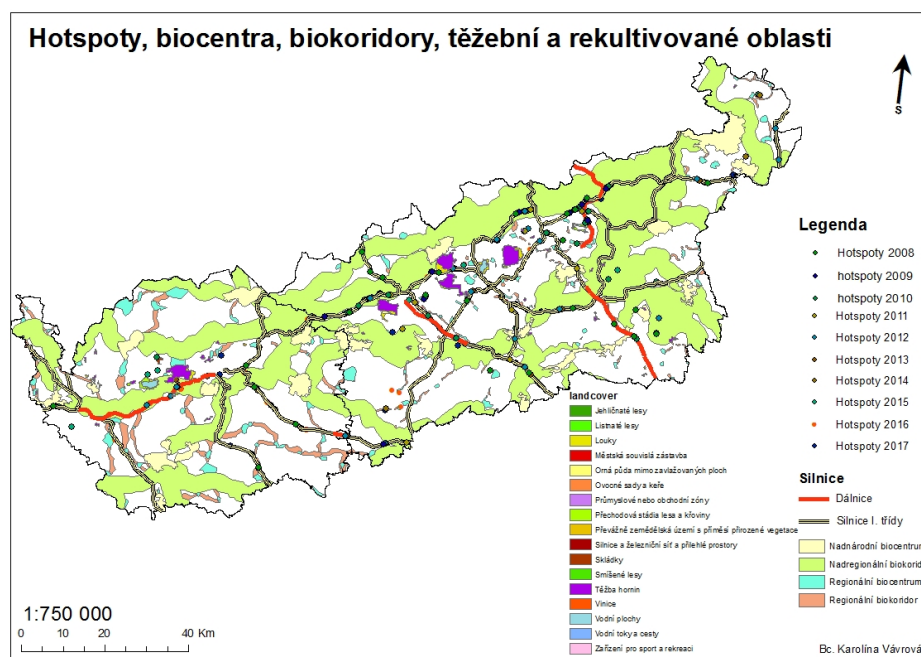 Hotspoty, biocentra, biokoridory, těžební a rekultivované oblasti
S
Legenda
Hotspoty 2008
hotspoty 2009
hotspoty 2010
Hotspoty 2011
Hotspoty 2012
Hotspoty 2013
Hotspoty 2014
Hotspoty 2015
Hotspoty 2016
Hotspoty 2017
landcover
Jehličnaté lesy
Listnaté lesy
Louky
Městská souvislá zástavba
Orná půda mimo zavlažovaných ploch
Ovocné sady a keře
Průmyslové nebo obchodní zóny
Přechodová stádia lesa a křoviny
Převážně zemědělská území s příměsí přirozené vegetace
Silnice a železniční síť a přilehlé prostory
Skládky
Smíšené lesy
Těžba hornin
Vinice
Vodní plochy
Vodní toky a cesty
Zařízení pro sport a rekreaci
Silnice
Dálnice
Silnice I. třídy
Nadnárodní biocentrum
Nadregionální biokorid
Regionální biocentrum
Regionální biokoridor
1:750 000
0 10 20 40 Km
Bc. Karolína Vávrová